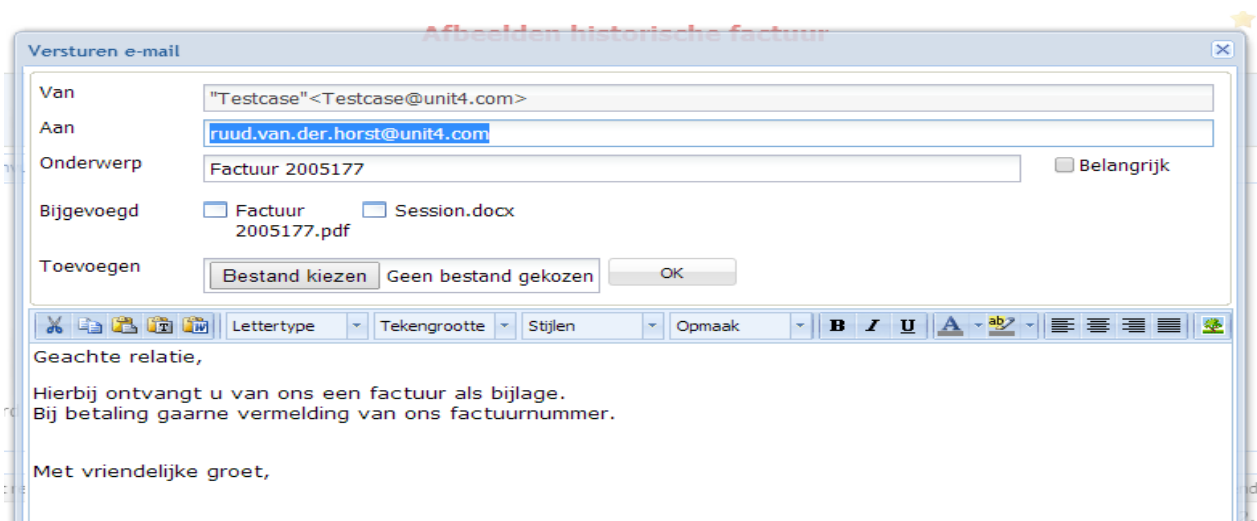 Afbeelden historische factuur
Versturen e-mail
Van "Testcase"<Testcase@unit4.com>
Aan ruud.van.der.horst@unit4.com
Onderwerp Factuur 2005177 Belangrijk
Bijgevoegd Factuur Session.docx
2005177.pdf
Toevoegen Bestand kiezen Geen bestand gekozen OK
Lettertype Tekengrootte Stijlen Opmaak B I U A ab
Geachte relatie,
Hierbij ontvangt u van ons een factuur als bijlage.
Bij betaling gaarne vermelding van ons factuurnummer.
Met vriendelijke groet,